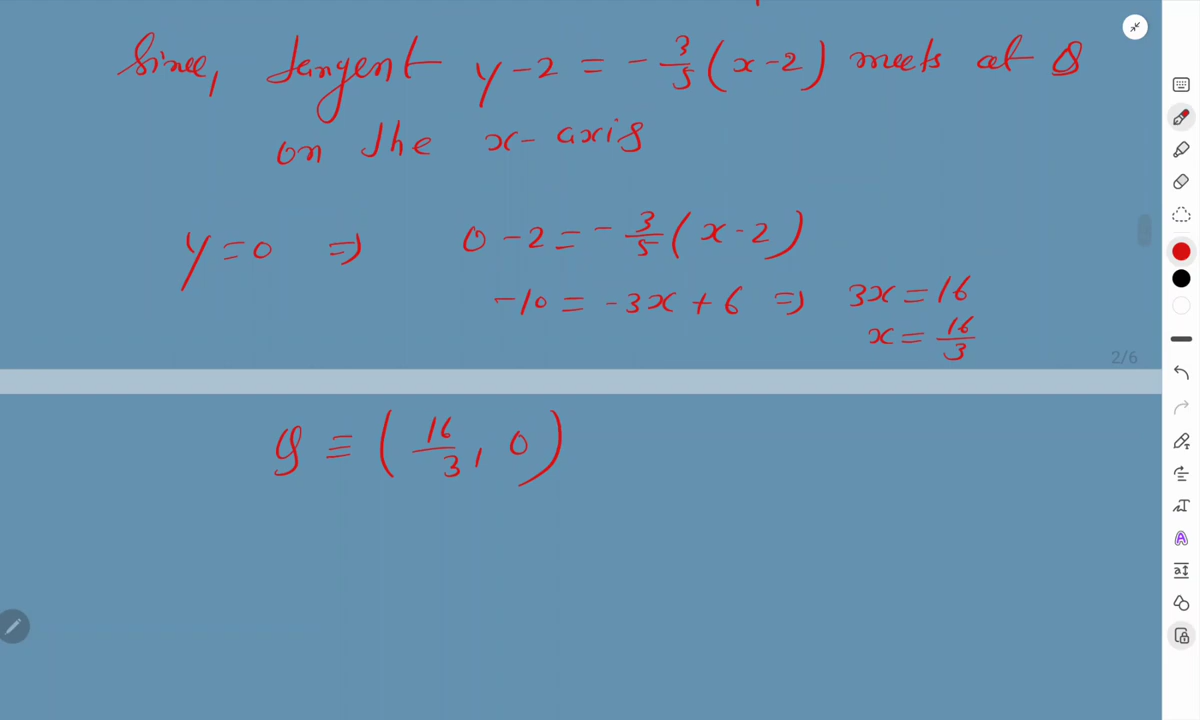 Since, tangent y-2 = -3/5(x-2) meets at Q
on the x-axis
y=0 ⇒ 0-2=-3/5(x-2)
-10 = -3x+6 ⇒ 3x=16
x=16/3
2/6
Q ≡ (16/3, 0)